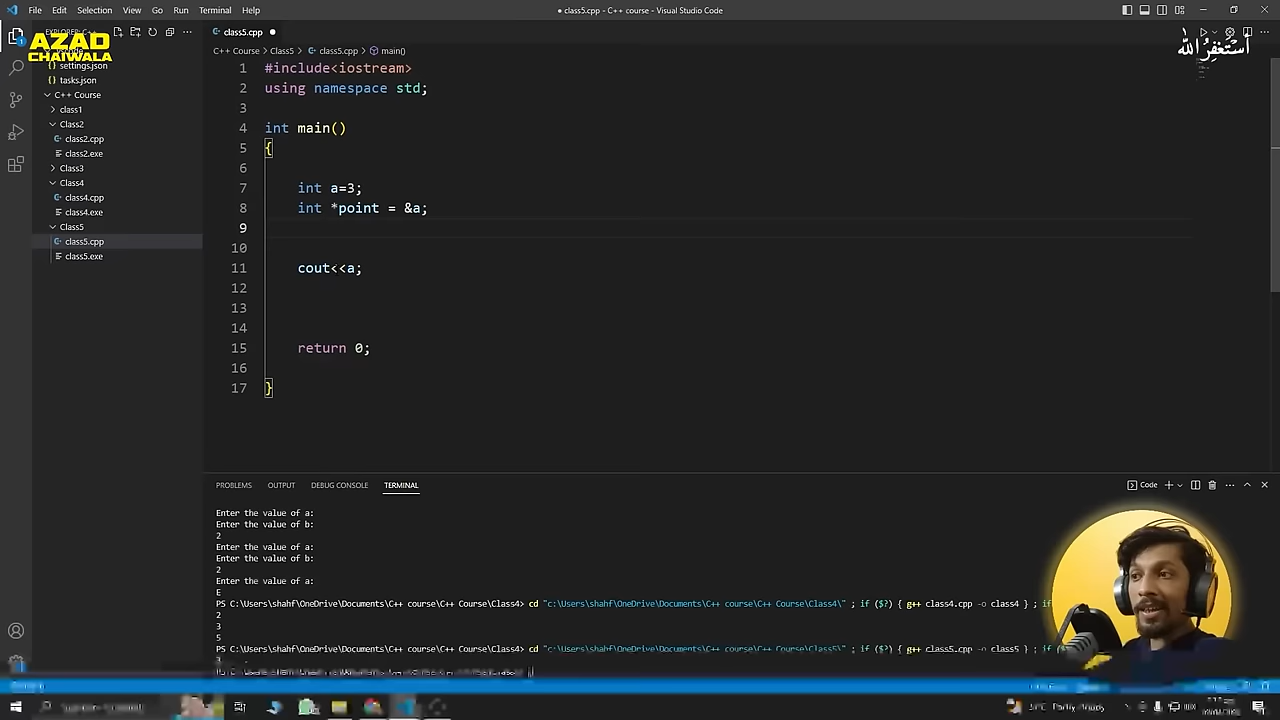 File Edit Selection View Go Run Terminal Help
● class5.cpp - C++ course - Visual Studio Code
AZAD
CHAIWALA
settings.json
tasks.json
C++ Course
class1
Class2
class2.cpp
class2.exe
Class3
Class4
class4.cpp
class4.exe
Class5
class5.cpp
class5.exe
class5.cpp ●
C++ Course > Class5 > class5.cpp > main()
أستغفر الله
1 #include<iostream>
2 using namespace std;
3
4 int main()
5 {
6
7 int a=3;
8 int *point = &a;
9
10
11 cout<<a;
12
13
14
15 return 0;
16
17 }
PROBLEMS OUTPUT DEBUG CONSOLE TERMINAL
Code
Enter the value of a:
Enter the value of b:
2
Enter the value of a:
Enter the value of b:
2
Enter the value of a:
E
PS C:\Users\shahf\OneDrive\Documents\C++ course\C++ Course\Class4> cd "c:\Users\shahf\OneDrive\Documents\C++ course\C++ Course\Class4\" ; if ($?) { g++ class4.cpp -o class4 } ; if
2
3
5
PS C:\Users\shahf\OneDrive\Documents\C++ course\C++ Course\Class4> cd "c:\Users\shahf\OneDrive\Documents\C++ course\C++ Course\Class5\" ; if ($?) { g++ class5.cpp -o class5 } ; if
3
Partly cloudy